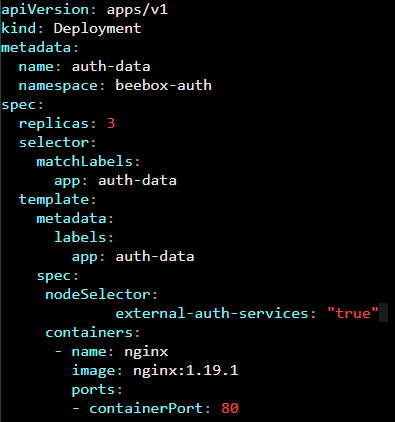 apiVersion: apps/v1
kind: Deployment
metadata:
  name: auth-data
  namespace: beebox-auth
spec:
  replicas: 3
  selector:
    matchLabels:
      app: auth-data
  template:
    metadata:
      labels:
        app: auth-data
    spec:
     nodeSelector:
             external-auth-services: "true"
     containers:
      - name: nginx
        image: nginx:1.19.1
        ports:
        - containerPort: 80